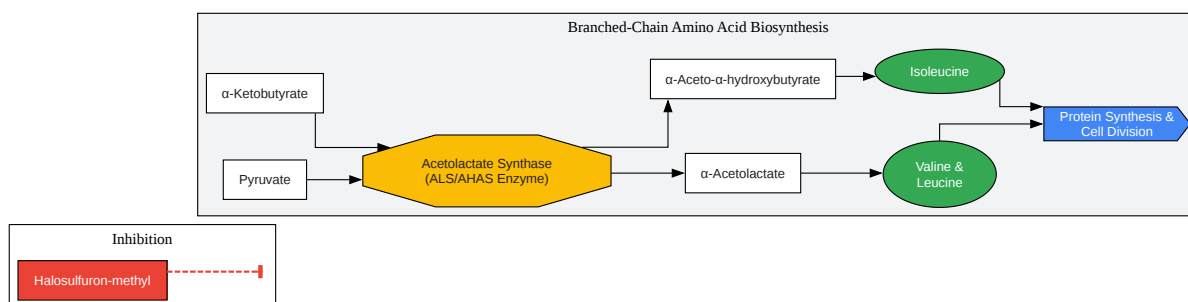 Branched-Chain Amino Acid Biosynthesis
α-Ketobutyrate
α-Aceto-α-hydroxybutyrate
Isoleucine
Protein Synthesis &
Cell Division
Pyruvate
Acetolactate Synthase
(ALS/AHAS Enzyme)
α-Acetolactate
Valine &
Leucine
Inhibition
Halosulfuron-methyl